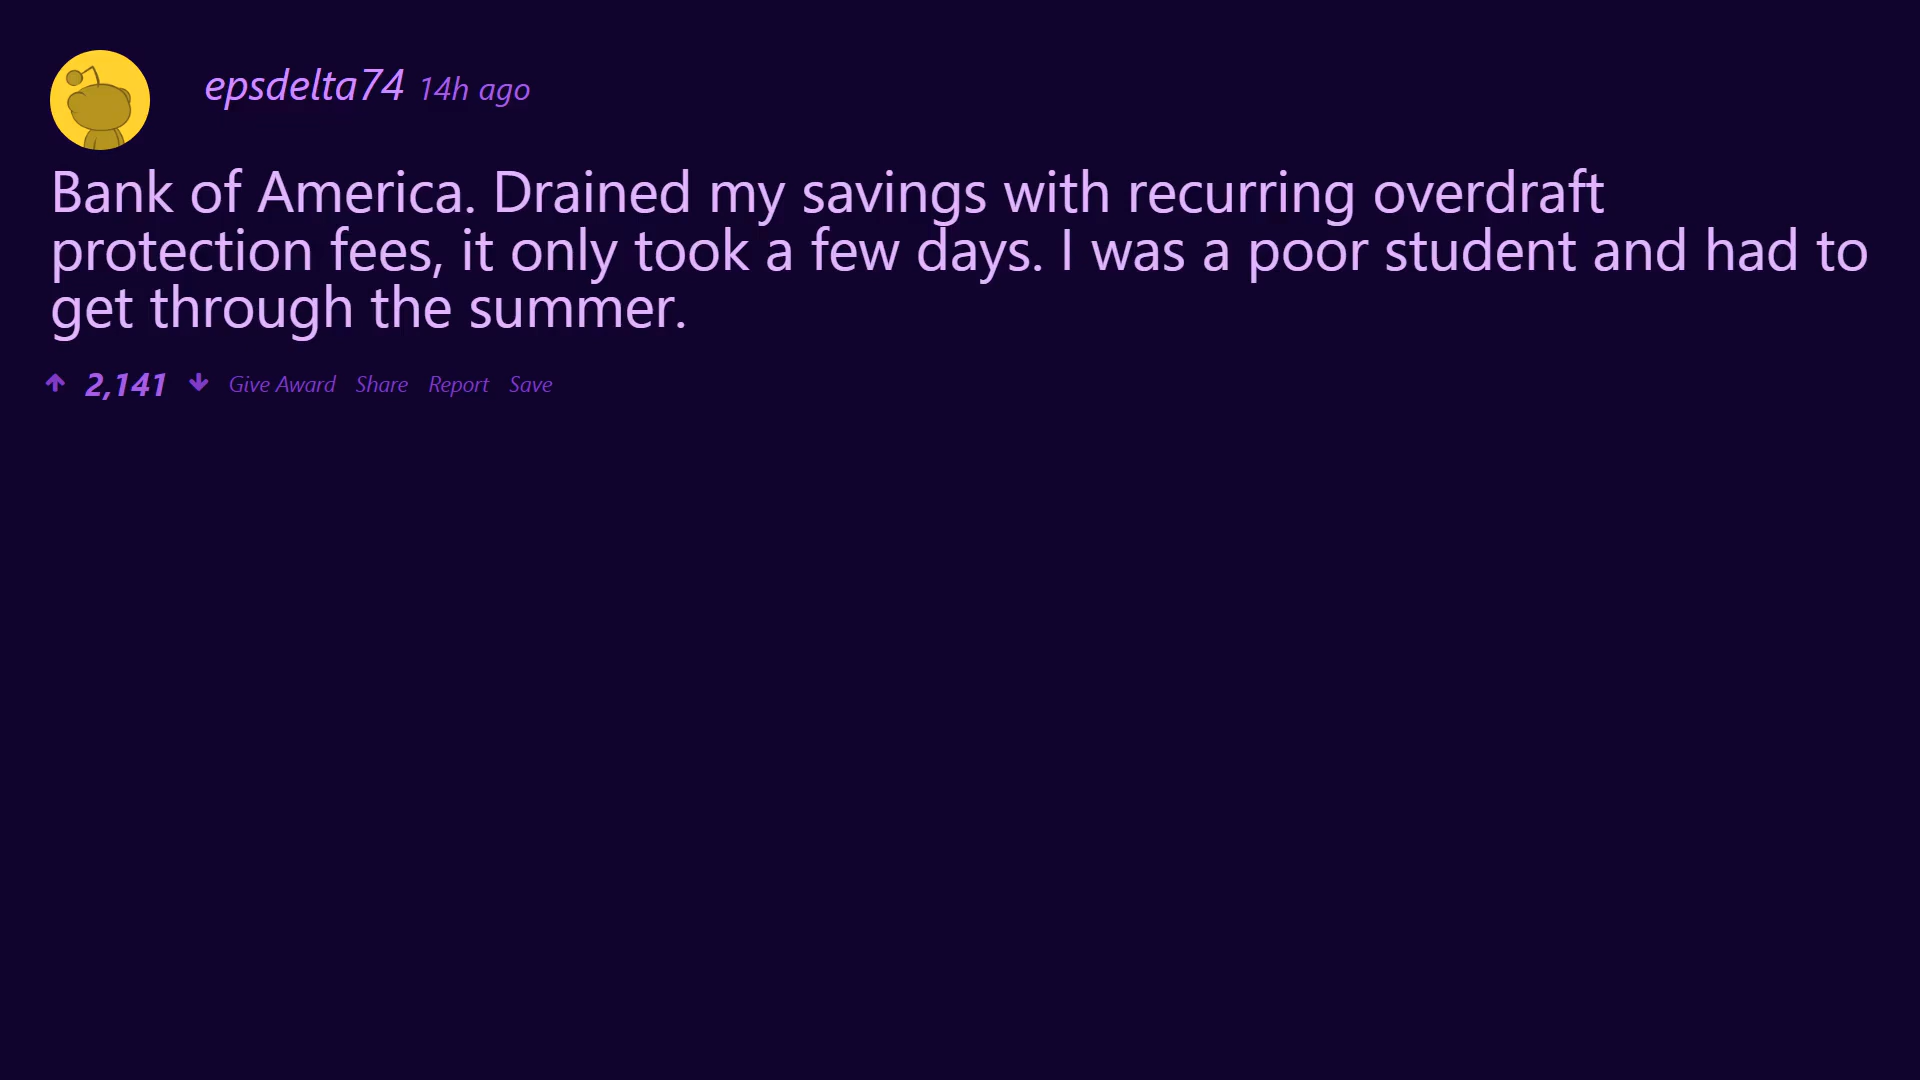 epsdelta74 14h ago
Bank of America. Drained my savings with recurring overdraft
protection fees, it only took a few days. I was a poor student and had to
get through the summer.
2,141 Give Award Share Report Save